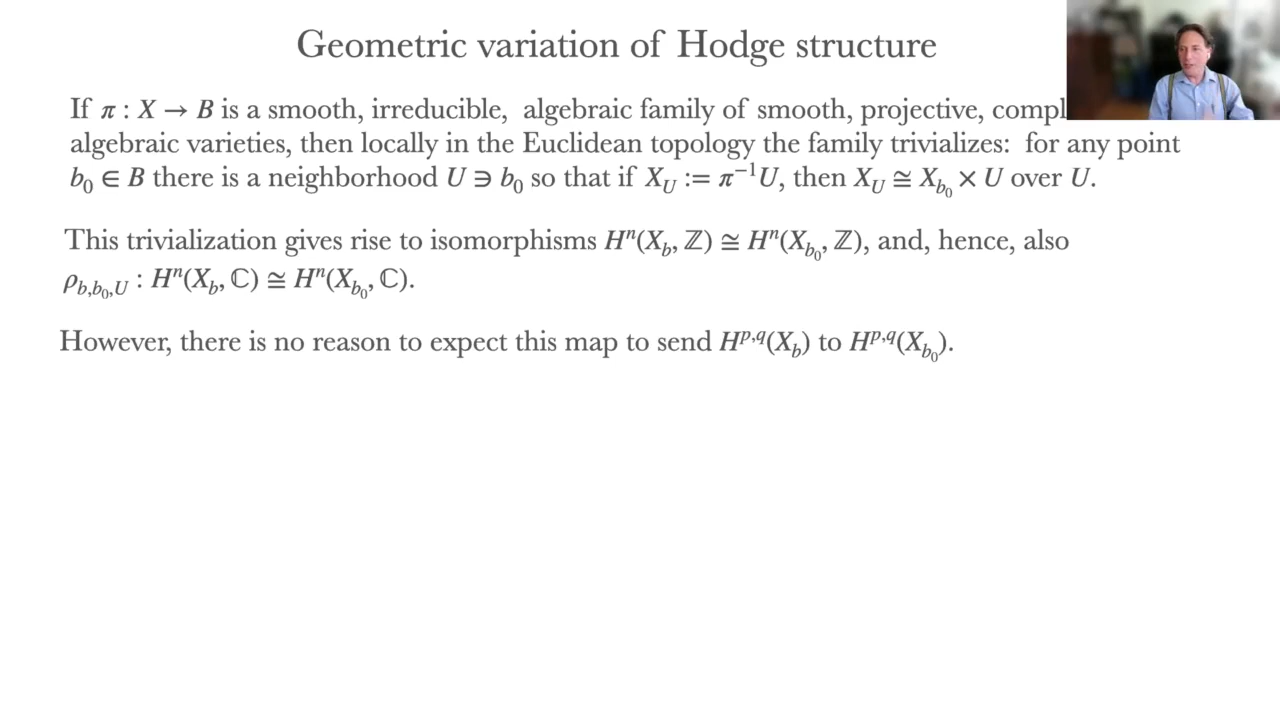 Geometric variation of Hodge structure
If π : X → B is a smooth, irreducible, algebraic family of smooth, projective,
algebraic varieties, then locally in the Euclidean topology the family trivializes: for any point
b₀ ∈ B there is a neighborhood U ∋ b₀ so that if X_U := π⁻¹U, then X_U ≅ X_{b₀} × U over U.
This trivialization gives rise to isomorphisms Hⁿ(X_b, ℤ) ≅ Hⁿ(X_{b₀}, ℤ), and, hence, also
ρ_{b,b₀,U} : Hⁿ(X_b, ℂ) ≅ Hⁿ(X_{b₀}, ℂ).
However, there is no reason to expect this map to send H^{p,q}(X_b) to H^{p,q}(X_{b₀}).